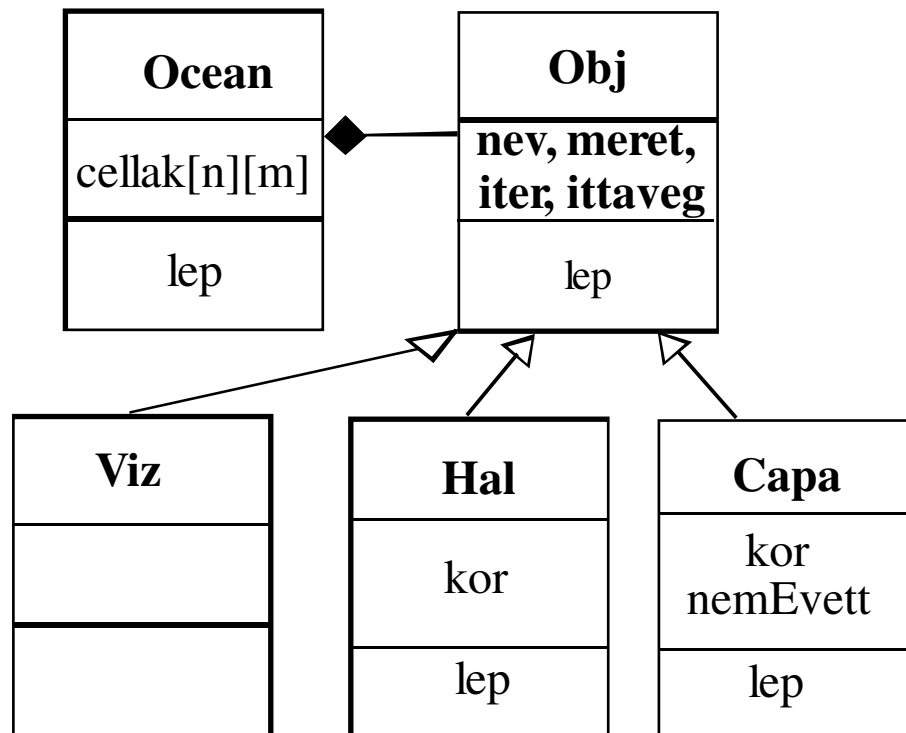 Ocean
cellak[n][m]
lep
Obj
nev, meret,
iter, ittaveg
lep
Viz
Hal
kor
lep
Capa
kor
nemEvett
lep